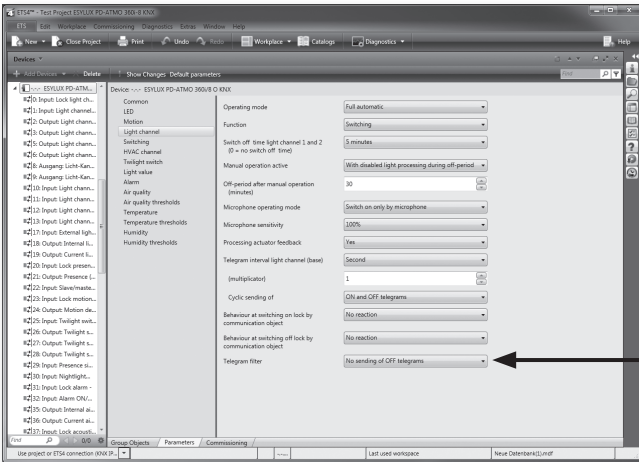 ETS4™ - Test Project ESYLUX PD-ATMO 360i-8 KNX
ETS Edit Workplace Commissioning Diagnostics Extras Window Help
New Close Project Print Undo Redo Workplace Catalogs Diagnostics Help
Devices
Add Devices Delete Show Changes Default parameters Find
-.-.- ESYLUX PD-ATM...
0: Input: Lock light ch...
1: Input: Light channel...
2: Output: Light chann...
3: Output: Light chann...
5: Output: Light chann...
6: Output: Light chann...
8: Ausgang: Licht-Kan...
9: Ausgang: Licht-Kan...
10: Input: Light chann...
11: Input: Light chann...
12: Input: Light chann...
13: Input: Light chann...
17: Input: External ligh...
18: Output: Internal li...
19: Output: Current li...
20: Input: Lock presen...
21: Output: Presence (...
22: Input: Slave/maste...
23: Input: Lock motion...
24: Output: Motion de...
25: Input: Twilight swit...
26: Output: Twilight s...
27: Output: Twilight s...
28: Output: Twilight s...
29: Input: Presence si...
30: Input: Nightlight...
31: Input: Lock alarm -
32: Input: Alarm ON/...
35: Output: Internal ai...
36: Output: Current ai...
37: Input: Lock acousti...
Find 0/0
Device: -.-.- ESYLUX PD-ATMO 360i/8 O KNX
Common
LED
Motion
Light channel
Switching
HVAC channel
Twilight switch
Light value
Alarm
Air quality
Air quality thresholds
Temperature
Temperature thresholds
Humidity
Humidity thresholds
Operating mode Full automatic
Function Switching
Switch off time light channel 1 and 2 5 minutes
(0 = no switch off time)
Manual operation active With disabled light processing during off-period
Off-period after manual operation 30
(minutes)
Microphone operating mode Switch on only by microphone
Microphone sensitivity 100%
Processing actuator feedback Yes
Telegram interval light channel (base) Second
(multiplicator) 1
Cyclic sending of ON and OFF telegrams
Behaviour at switching on lock by No reaction
communication object
Behaviour at switching off lock by No reaction
communication object
Telegram filter No sending of OFF telegrams
Group Objects Parameters Commissioning
Use project or ETS4 connection (KNX IP... -.-.- Last used workspace Neue Datenbank(1).mdf